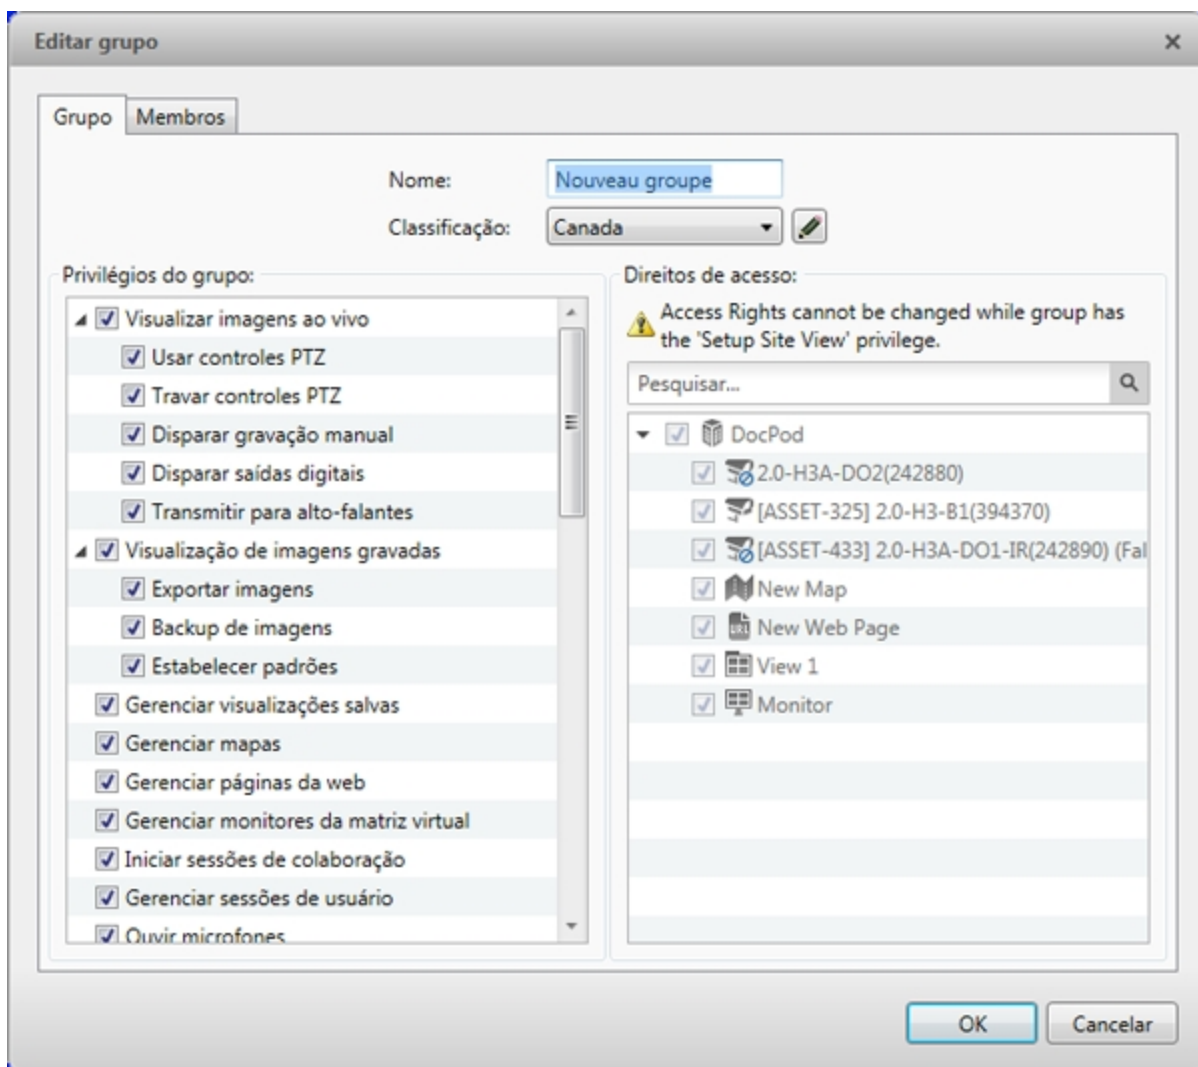 Editar grupo
Grupo
Membros
Nome:
Nouveau groupe
Classificação:
Canada
Privilégios do grupo:
Visualizar imagens ao vivo
Usar controles PTZ
Travar controles PTZ
Disparar gravação manual
Disparar saídas digitais
Transmitir para alto-falantes
Visualização de imagens gravadas
Exportar imagens
Backup de imagens
Estabelecer padrões
Gerenciar visualizações salvas
Gerenciar mapas
Gerenciar páginas da web
Gerenciar monitores da matriz virtual
Iniciar sessões de colaboração
Gerenciar sessões de usuário
Ouvir microfones
Direitos de acesso:
Access Rights cannot be changed while group has
the 'Setup Site View' privilege.
Pesquisar...
DocPod
2.0-H3A-DO2(242880)
[ASSET-325] 2.0-H3-B1(394370)
[ASSET-433] 2.0-H3A-DO1-IR(242890) (Fal
New Map
New Web Page
View 1
Monitor
OK
Cancelar